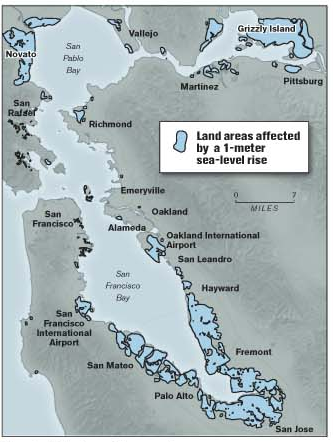 Vallejo
Grizzly Island
San
Pablo
Bay
Novato
Martinez
Pittsburg
San
Rafael
Richmond
Land areas affected
by a 1-meter
sea-level rise
Emeryville
0 7
MILES
San
Francisco
Oakland
Alameda
Oakland International
Airport
San Leandro
San
Francisco
Bay
Hayward
San
Francisco
International
Airport
Fremont
San Mateo
Palo Alto
San Jose